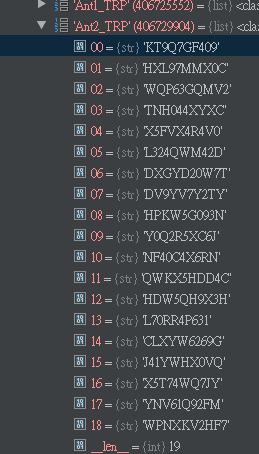 'Ant1_TRP' (406725552) = {list} <clas
'Ant2_TRP' (406729904) = {list} <clas
00 = {str} 'KT9Q7GF409'
01 = {str} 'HXL97MMX0C'
02 = {str} 'WQP63GQMV2'
03 = {str} 'TNH044XYXC'
04 = {str} 'X5FVX4R4V0'
05 = {str} 'L324QWM42D'
06 = {str} 'DXGYD20W7T'
07 = {str} 'DV9YV7Y2TY'
08 = {str} 'HPKW5G093N'
09 = {str} 'Y0Q2R5XC6J'
10 = {str} 'NF40C4X6RN'
11 = {str} 'QWKX5HDD4C'
12 = {str} 'HDW5QH9X3H'
13 = {str} 'L70RR4P631'
14 = {str} 'CLXYW6269G'
15 = {str} 'J41YWHX0VQ'
16 = {str} 'X5T74WQ7JY'
17 = {str} 'YNV61Q92FM'
18 = {str} 'WPNXKV2HF7'
__len__ = {int} 19